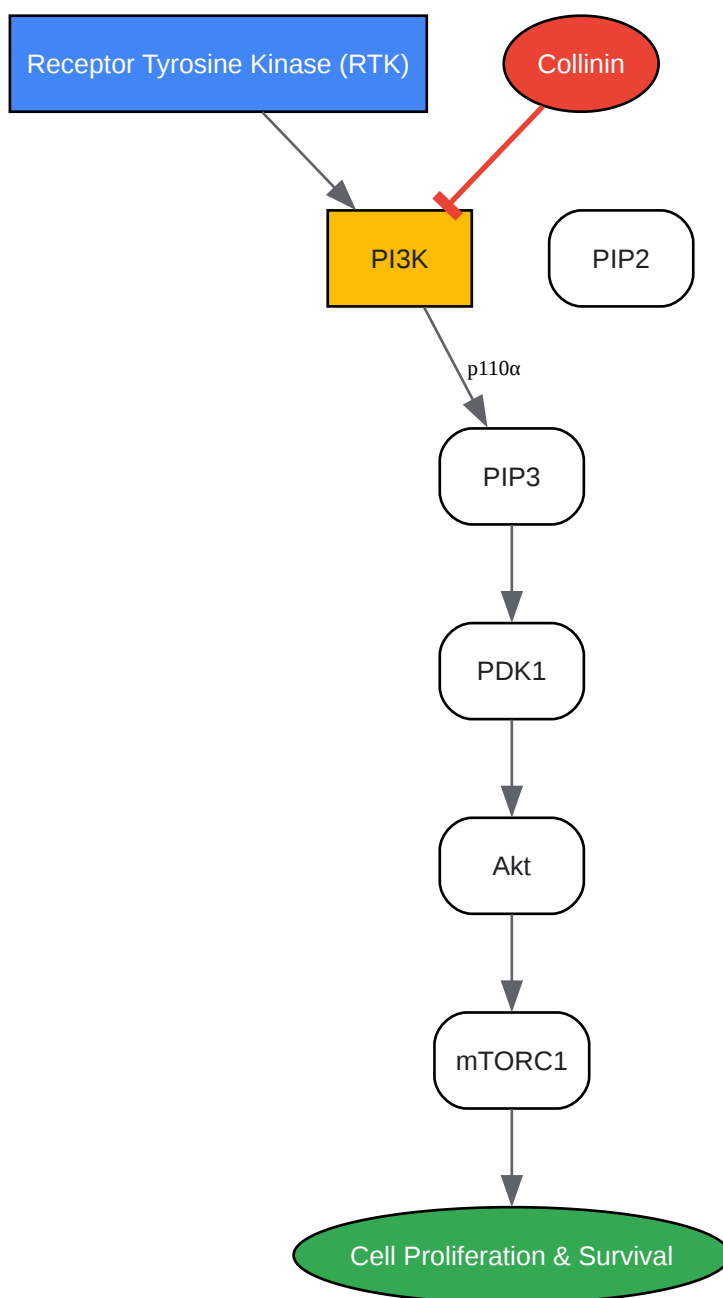 Receptor Tyrosine Kinase (RTK)
Collinin
PI3K
PIP2
p110α
PIP3
PDK1
Akt
mTORC1
Cell Proliferation & Survival